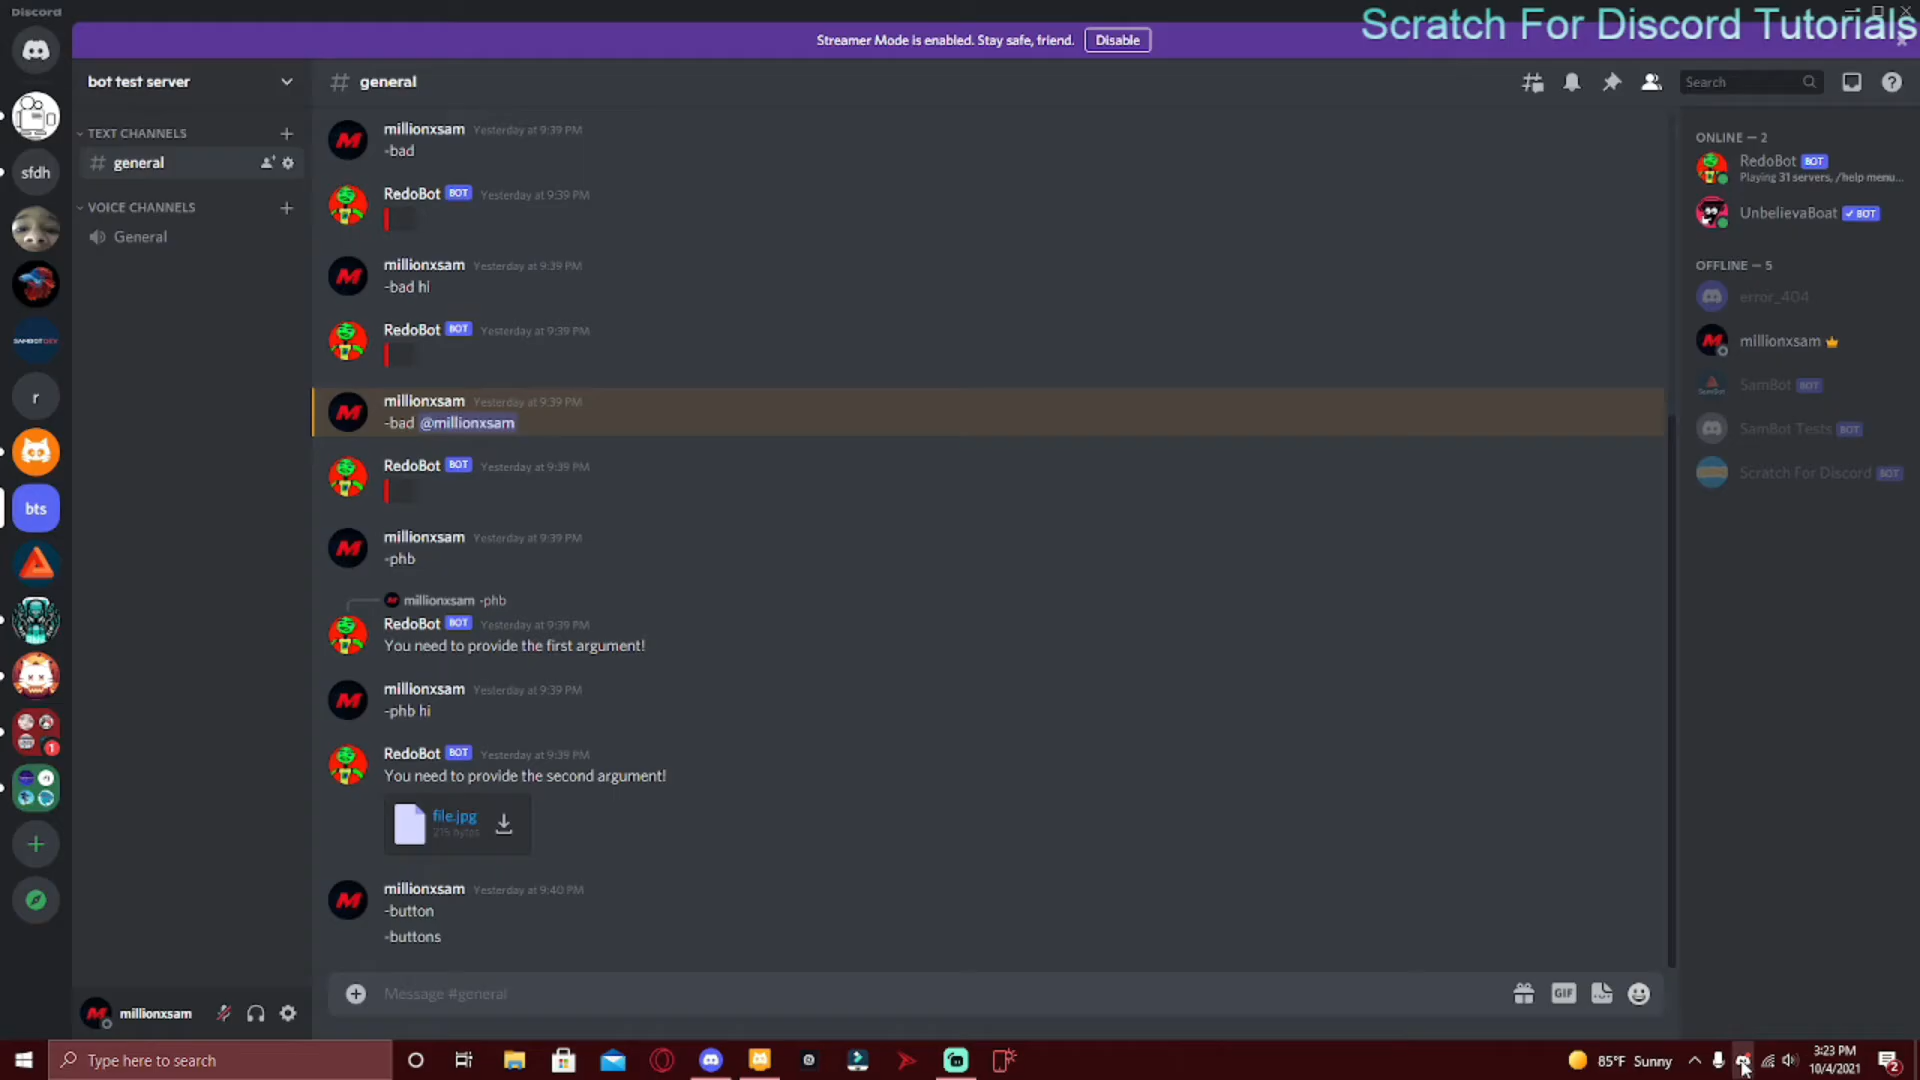 Discord
Scratch For Discord Tutorials
Streamer Mode is enabled. Stay safe, friend. Disable
bot test server
general
Search
TEXT CHANNELS
general
VOICE CHANNELS
General
sfdh
SAMBOT DEV
r
bts
1
millionxsam Yesterday at 9:39 PM
-bad
RedoBot BOT Yesterday at 9:39 PM
millionxsam Yesterday at 9:39 PM
-bad hi
RedoBot BOT Yesterday at 9:39 PM
millionxsam Yesterday at 9:39 PM
-bad @millionxsam
RedoBot BOT Yesterday at 9:39 PM
millionxsam Yesterday at 9:39 PM
-phb
millionxsam -phb
RedoBot BOT Yesterday at 9:39 PM
You need to provide the first argument!
millionxsam Yesterday at 9:39 PM
-phb hi
RedoBot BOT Yesterday at 9:39 PM
You need to provide the second argument!
file.jpg
215 bytes
millionxsam Yesterday at 9:40 PM
-button
-buttons
Message #general
GIF
ONLINE — 2
RedoBot BOT
Playing 31 servers, /help menu...
UnbelievaBoat BOT
OFFLINE — 5
error_404
millionxsam
SamBot BOT
SamBot Tests BOT
Scratch For Discord BOT
millionxsam
Type here to search
85°F Sunny
3:23 PM
10/4/2021
2